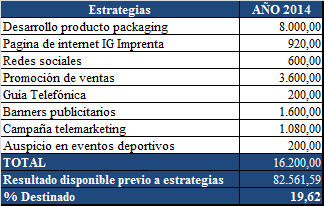 Estrategias AÑO 2014
Desarrollo producto packaging 8.000,00
Pagina de internet IG Imprenta 920,00
Redes sociales 600,00
Promoción de ventas 3.600,00
Guía Telefónica 200,00
Banners publicitarios 1.600,00
Campaña telemarketing 1.080,00
Auspicio en eventos deportivos 200,00
TOTAL 16.200,00
Resultado disponible previo a estrategias 82.561,59
% Destinado 19,62